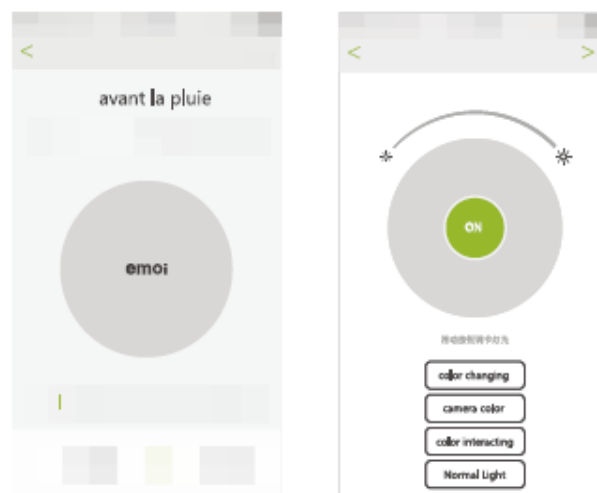 avant la pluie
emoi
ON
color changing
camera color
color interacting
Normal Light